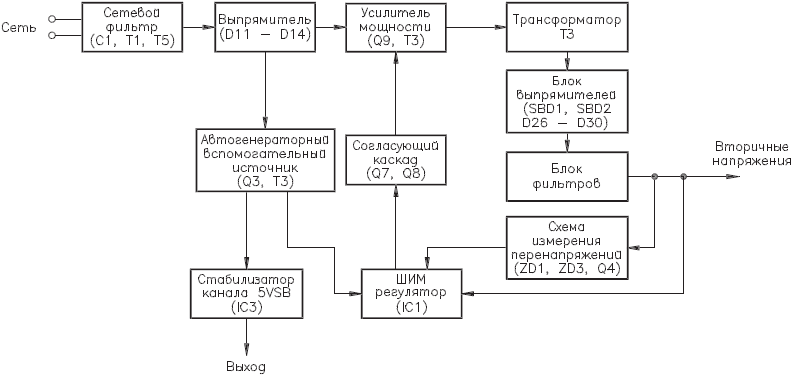 Сеть
Сетевой
фильтр
(C1, T1, T5)
Выпрямитель
(D11 — D14)
Усилитель
мощности
(Q9, T3)
Трансформатор
T3
Блок
выпрямителей
(SBD1, SBD2
D26 — D30)
Автогенераторный
вспомогательный
источник
(Q3, T3)
Согласующий
каскад
(Q7, Q8)
Блок
фильтров
Вторичные
напряжения
Схема
измерения
перенапряжений
(ZD1, ZD3, Q4)
Стабилизатор
канала 5VSB
(IC3)
ШИМ
регулятор
(IC1)
Выход